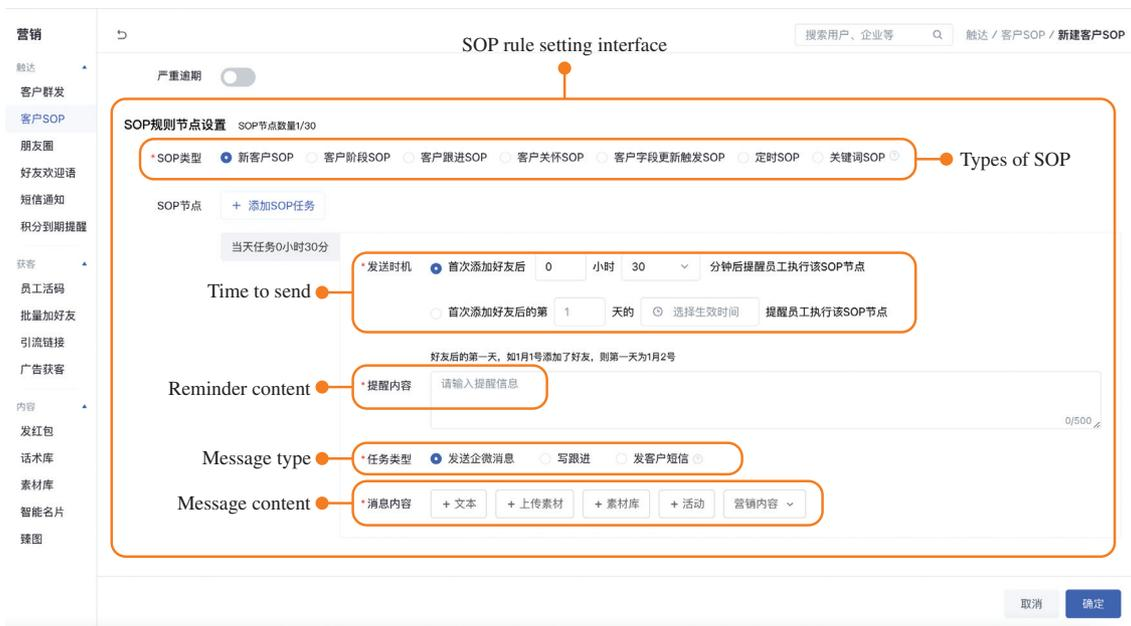 营销
搜索用户、企业等
触达 / 客户SOP / 新建客户SOP
SOP rule setting interface
触达
客户群发
客户SOP
朋友圈
好友欢迎语
短信通知
积分到期提醒
获客
员工活码
批量加好友
引流链接
广告获客
内容
发红包
话术库
素材库
智能名片
臻图
严重逾期
SOP规则节点设置 SOP节点数量1/30
*SOP类型 新客户SOP 客户阶段SOP 客户跟进SOP 客户关怀SOP 客户字段更新触发SOP 定时SOP 关键词SOP
Types of SOP
SOP节点 + 添加SOP任务
当天任务0小时30分
Time to send
*发送时机 首次添加好友后 0 小时 30 分钟后提醒员工执行该SOP节点
首次添加好友后的第 1 天的 选择生效时间 提醒员工执行该SOP节点
好友后的第一天，如1月1号添加了好友，则第一天为1月2号
Reminder content
*提醒内容 请输入提醒信息
0/500
Message type
*任务类型 发送企微消息 写跟进 发客户短信
Message content
*消息内容 + 文本 + 上传素材 + 素材库 + 活动 营销内容
取消 确定